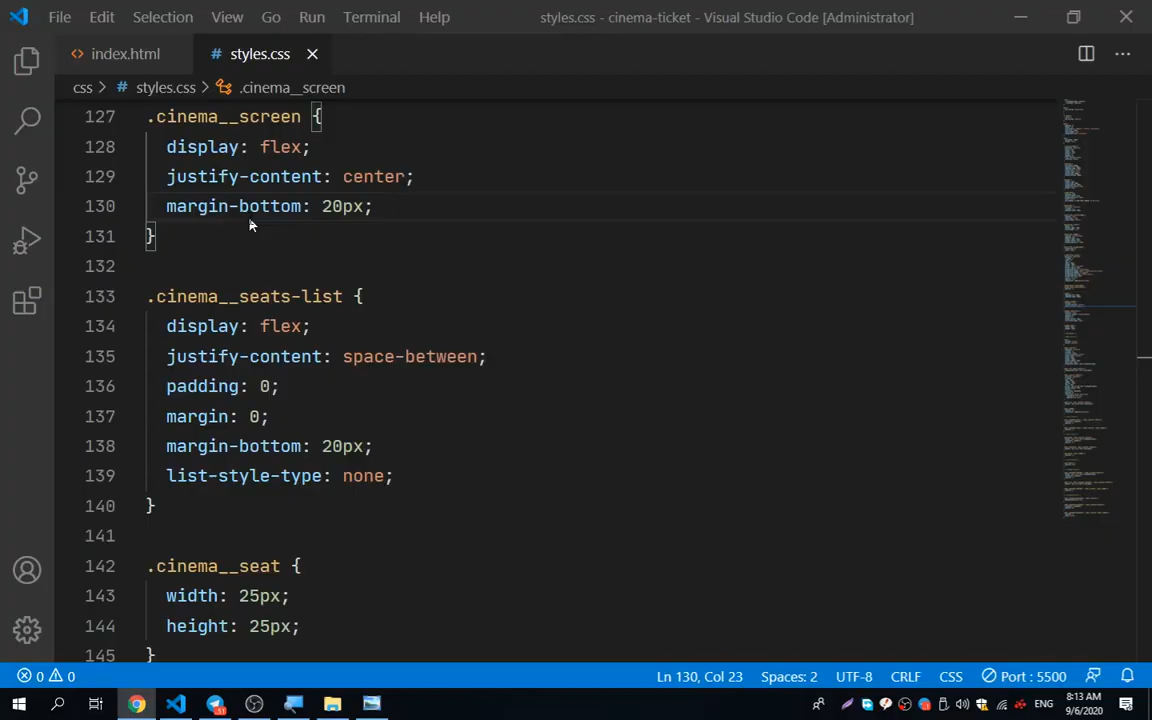 File Edit Selection View Go Run Terminal Help styles.css - cinema-ticket - Visual Studio Code [Administrator]
index.html # styles.css
css > # styles.css > .cinema__screen
127 .cinema__screen {
128 display: flex;
129 justify-content: center;
130 margin-bottom: 20px;
131 }
132
133 .cinema__seats-list {
134 display: flex;
135 justify-content: space-between;
136 padding: 0;
137 margin: 0;
138 margin-bottom: 20px;
139 list-style-type: none;
140 }
141
142 .cinema__seat {
143 width: 25px;
144 height: 25px;
145 }
0 0 Ln 130, Col 23 Spaces: 2 UTF-8 CRLF CSS Port : 5500
ENG 8:13 AM
9/6/2020